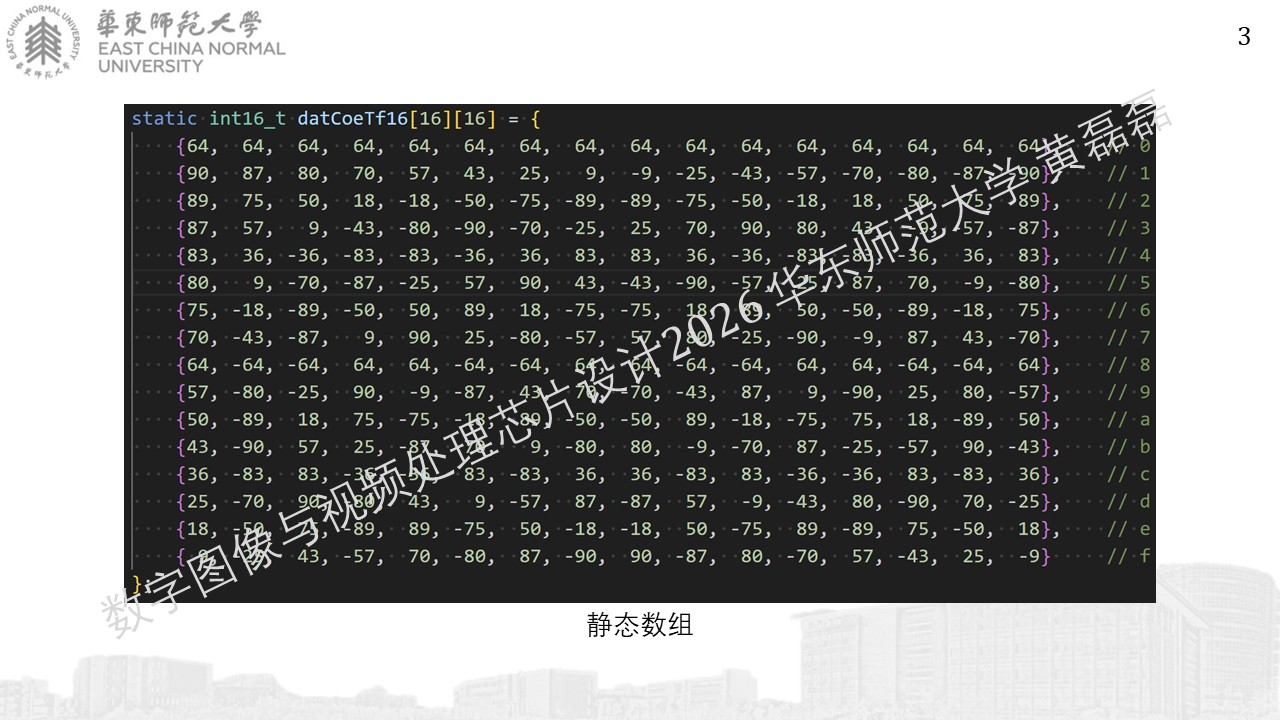 華東師範大學
EAST CHINA NORMAL
UNIVERSITY
EAST CHINA NORMAL UNIVERSITY
華東師範大學
3
static int16_t datCoeTf16[16][16] = {
{64, 64, 64, 64, 64, 64, 64, 64, 64, 64, 64, 64, 64, 64, 64, 64}, // 0
{90, 87, 80, 70, 57, 43, 25, 9, -9, -25, -43, -57, -70, -80, -87, -90}, // 1
{89, 75, 50, 18, -18, -50, -75, -89, -89, -75, -50, -18, 18, 50, 75, 89}, // 2
{87, 57, 9, -43, -80, -90, -70, -25, 25, 70, 90, 80, 43, -9, -57, -87}, // 3
{83, 36, -36, -83, -83, -36, 36, 83, 83, 36, -36, -83, -83, -36, 36, 83}, // 4
{80, 9, -70, -87, -25, 57, 90, 43, -43, -90, -57, 25, 87, 70, -9, -80}, // 5
{75, -18, -89, -50, 50, 89, 18, -75, -75, 18, 89, 50, -50, -89, -18, 75}, // 6
{70, -43, -87, 9, 90, 25, -80, -57, 57, 80, -25, -90, -9, 87, 43, -70}, // 7
{64, -64, -64, 64, 64, -64, -64, 64, 64, -64, -64, 64, 64, -64, -64, 64}, // 8
{57, -80, -25, 90, -9, -87, 43, 70, -70, -43, 87, 9, -90, 25, 80, -57}, // 9
{50, -89, 18, 75, -75, -18, 89, -50, -50, 89, -18, -75, 75, 18, -89, 50}, // a
{43, -90, 57, 25, -87, 70, 9, -80, 80, -9, -70, 87, -25, -57, 90, -43}, // b
{36, -83, 83, -36, -36, 83, -83, 36, 36, -83, 83, -36, -36, 83, -83, 36}, // c
{25, -70, 90, -80, 43, 9, -57, 87, -87, 57, -9, -43, 80, -90, 70, -25}, // d
{18, -50, 75, -89, 89, -75, 50, -18, -18, 50, -75, 89, -89, 75, -50, 18}, // e
{ 9, -25, 43, -57, 70, -80, 87, -90, 90, -87, 80, -70, 57, -43, 25, -9} // f
};
数字图像与视频处理芯片设计2026 华东师范大学 黄磊磊
静态数组